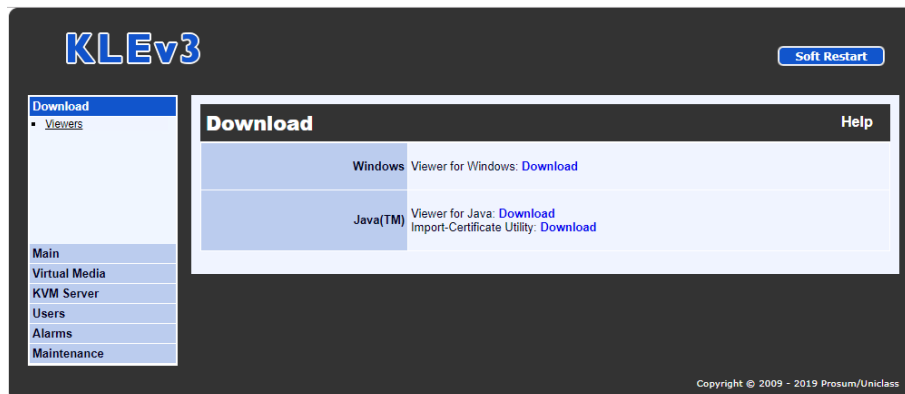 KLEv3
Soft Restart
Download
Viewers
Main
Virtual Media
KVM Server
Users
Alarms
Maintenance
Download
Help
Windows Viewer for Windows: Download
Java(TM)
Viewer for Java: Download
Import-Certificate Utility: Download
Copyright © 2009 - 2019 Prosum/Uniclass